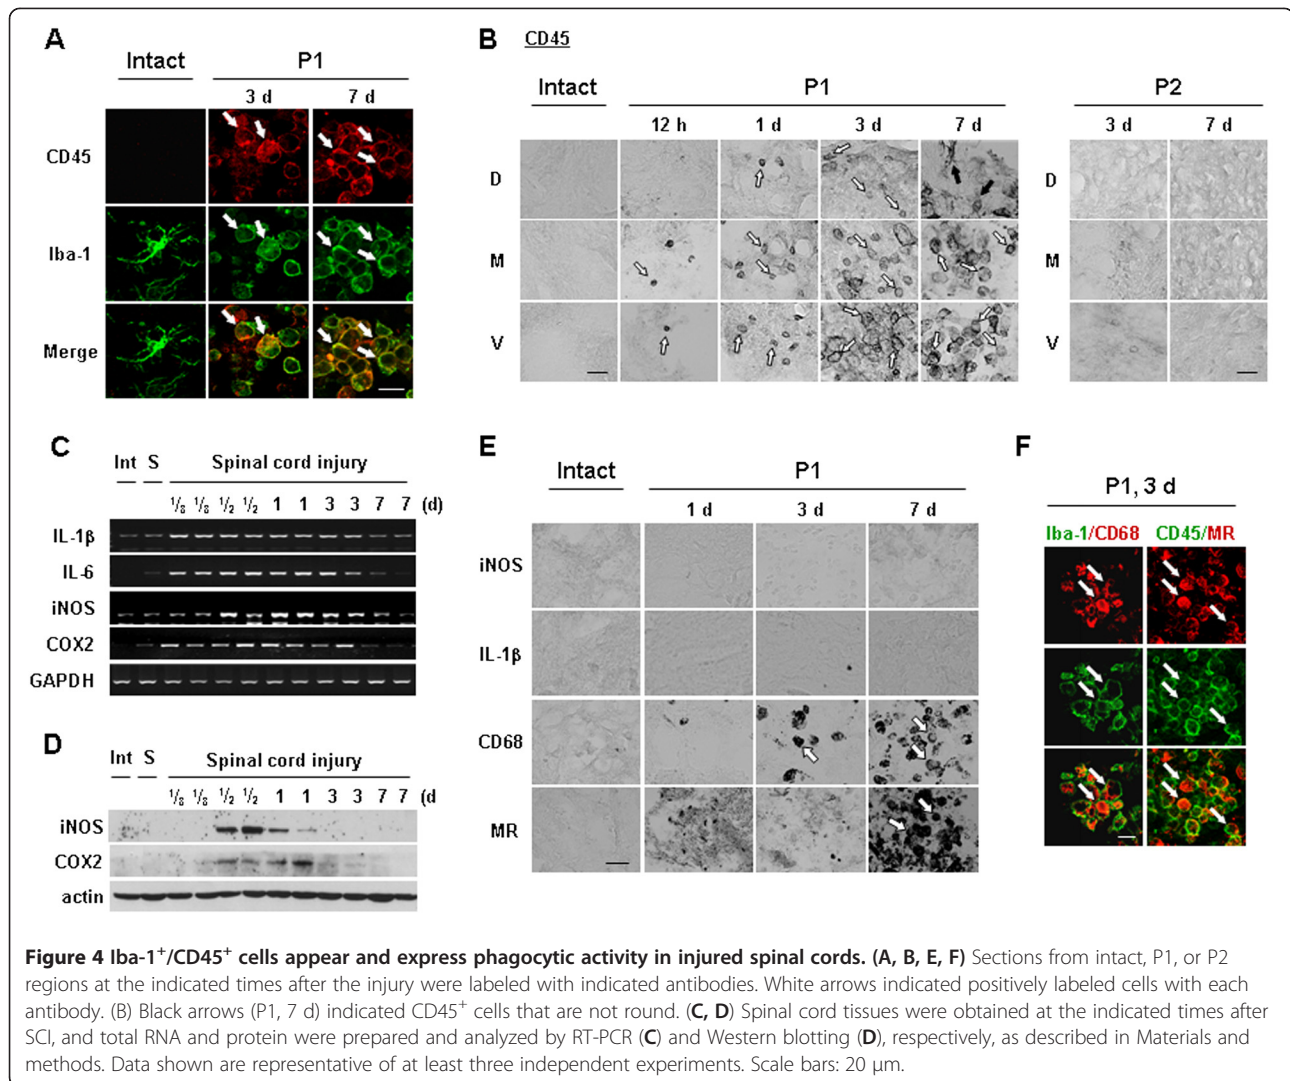 A
Intact P1
3 d 7 d
CD45
Iba-1
Merge
B CD45
Intact P1 P2
12 h 1 d 3 d 7 d 3 d 7 d
D D
M M
V V
C
Int S Spinal cord injury
1/8 1/8 1/2 1/2 1 1 3 3 7 7 (d)
IL-1β
IL-6
iNOS
COX2
GAPDH
D
Int S Spinal cord injury
1/8 1/8 1/2 1/2 1 1 3 3 7 7 (d
iNOS
COX2
actin
E
Intact P1
1 d 3 d 7 d
iNOS
IL-1β
CD68
MR
F
P1, 3 d
Iba-1/CD68 CD45/MR
Figure 4 Iba-1⁺/CD45⁺ cells appear and express phagocytic activity in injured spinal cords. (A, B, E, F) Sections from intact, P1, or P2
regions at the indicated times after the injury were labeled with indicated antibodies. White arrows indicated positively labeled cells with each
antibody. (B) Black arrows (P1, 7 d) indicated CD45⁺ cells that are not round. (C, D) Spinal cord tissues were obtained at the indicated times after
SCI, and total RNA and protein were prepared and analyzed by RT-PCR (C) and Western blotting (D), respectively, as described in Materials and
methods. Data shown are representative of at least three independent experiments. Scale bars: 20 μm.